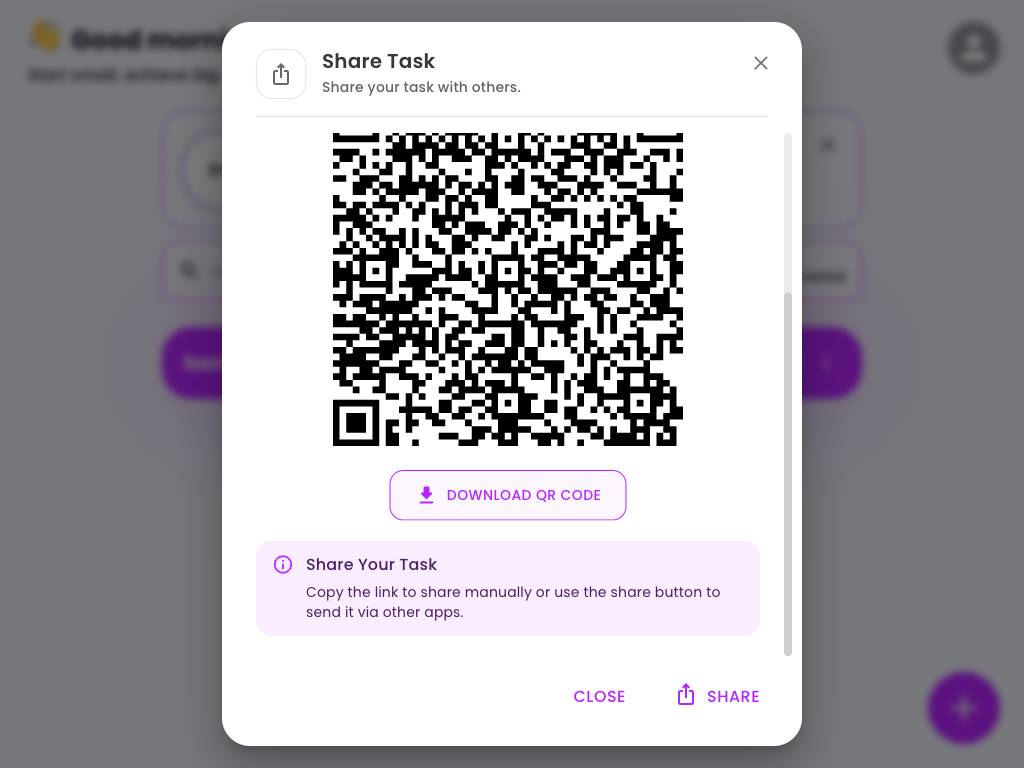 Good morni
Start small, achieve big
Share Task
Share your task with others.
DOWNLOAD QR CODE
Share Your Task
Copy the link to share manually or use the share button to
send it via other apps.
CLOSE
SHARE